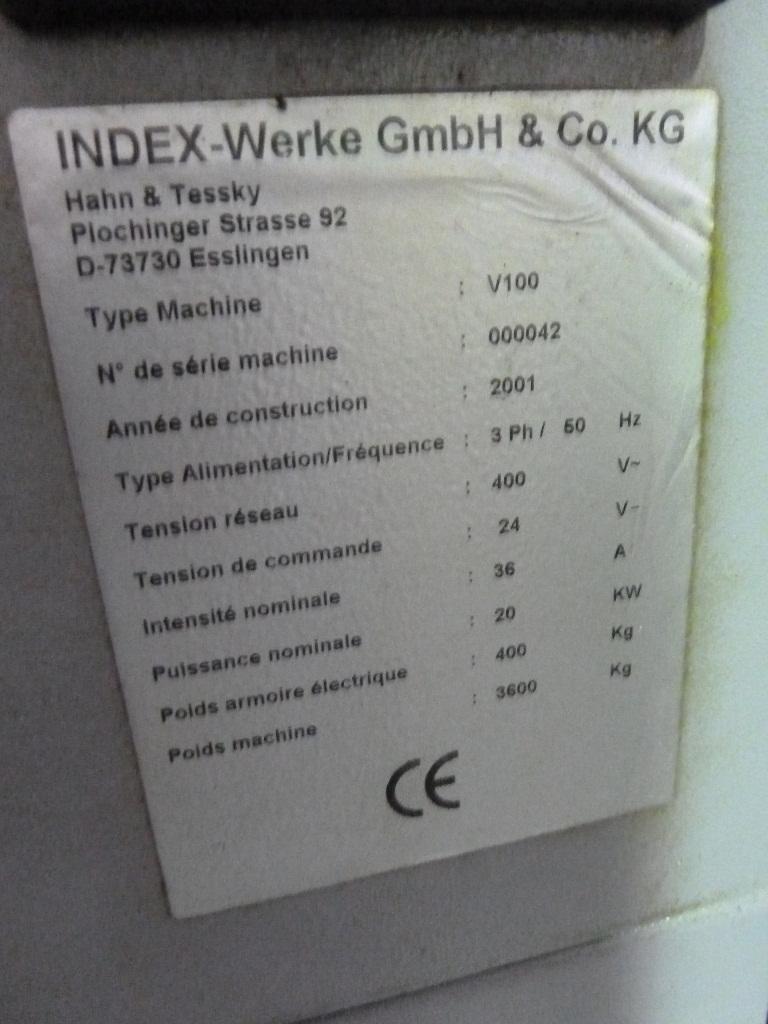 INDEX-Werke GmbH & Co. KG
Hahn & Tessky
Plochinger Strasse 92
D-73730 Esslingen
Type Machine : V100
N° de série machine : 000042
Année de construction : 2001
Type Alimentation/Fréquence : 3 Ph / 50 Hz
Tension réseau : 400 V~
Tension de commande : 24 V-
Intensité nominale : 36 A
Puissance nominale : 20 KW
Poids armoire électrique : 400 Kg
Poids machine : 3600 Kg
CE